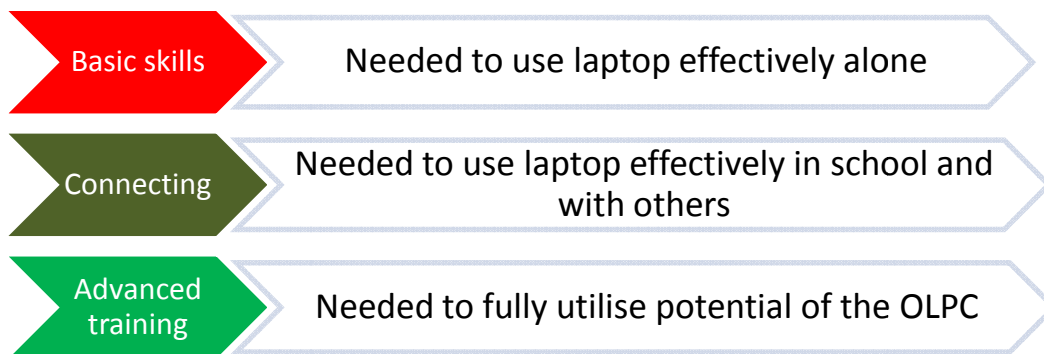 Basic skills
Needed to use laptop effectively alone
Connecting
Needed to use laptop effectively in school and
with others
Advanced
training
Needed to fully utilise potential of the OLPC